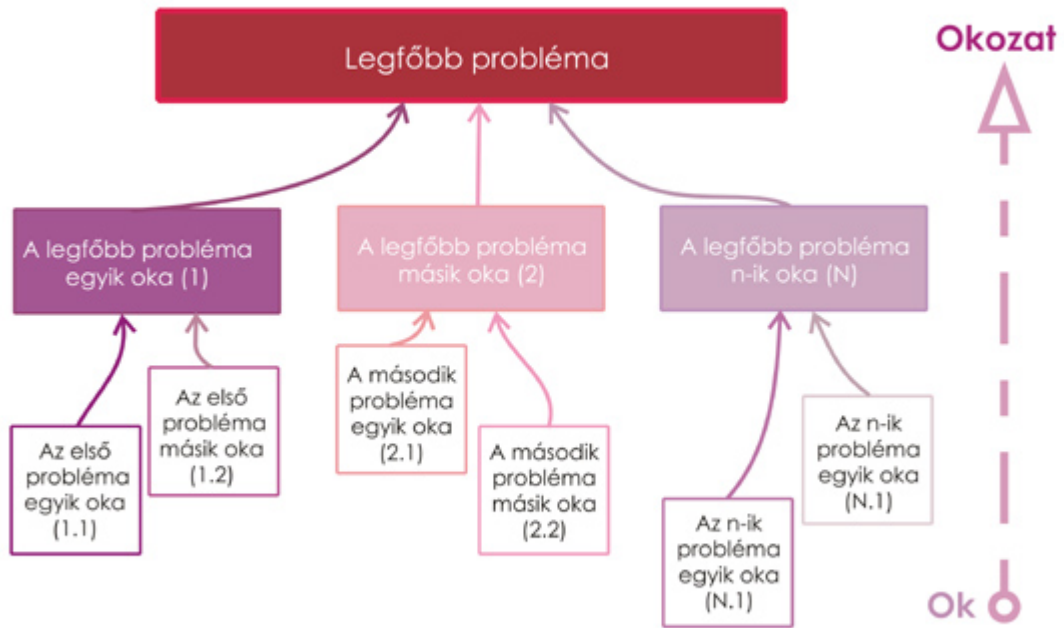 Legfőbb probléma
Okozat
A legfőbb probléma
egyik oka (1)
A legfőbb probléma
másik oka (2)
A legfőbb probléma
n-ik oka (N)
Az első
probléma
egyik oka
(1.1)
Az első
probléma
másik oka
(1.2)
A második
probléma
egyik oka
(2.1)
A második
probléma
másik oka
(2.2)
Az n-ik
probléma
egyik oka
(N.1)
Az n-ik
probléma
egyik oka
(N.1)
Ok